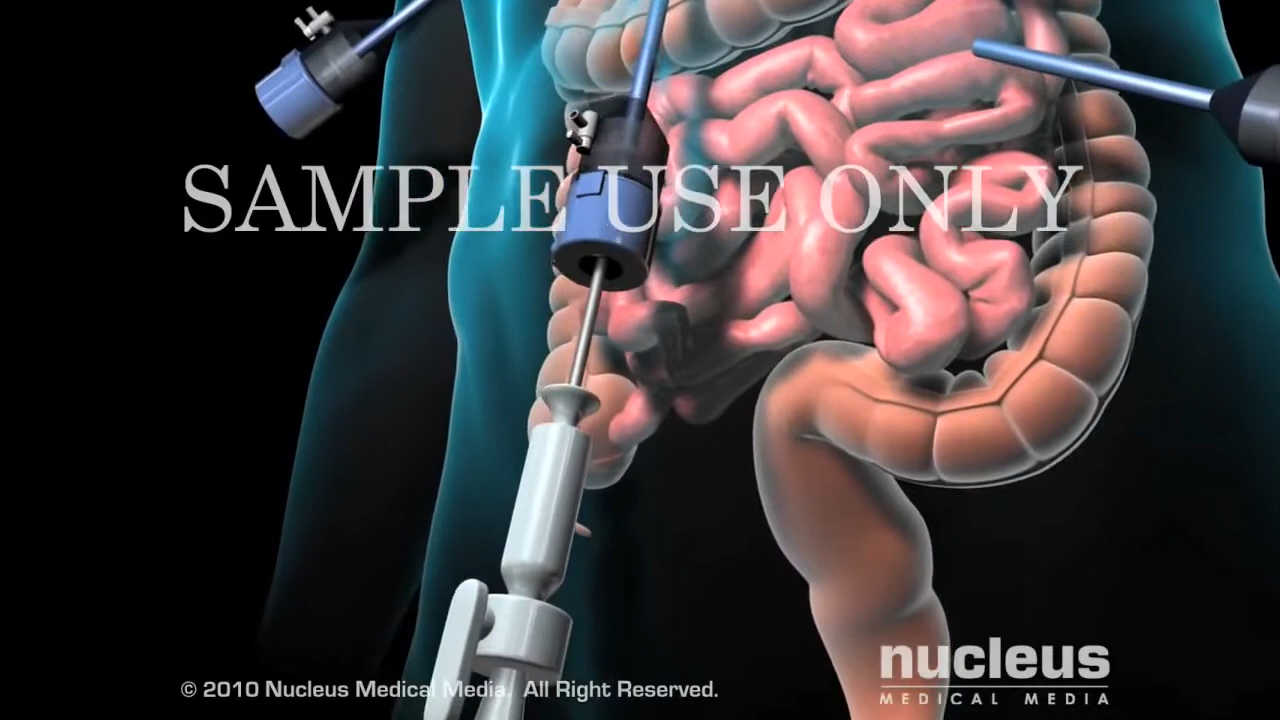 SAMPLE USE ONLY
© 2010 Nucleus Medical Media. All Right Reserved.
nucleus
MEDICAL MEDIA